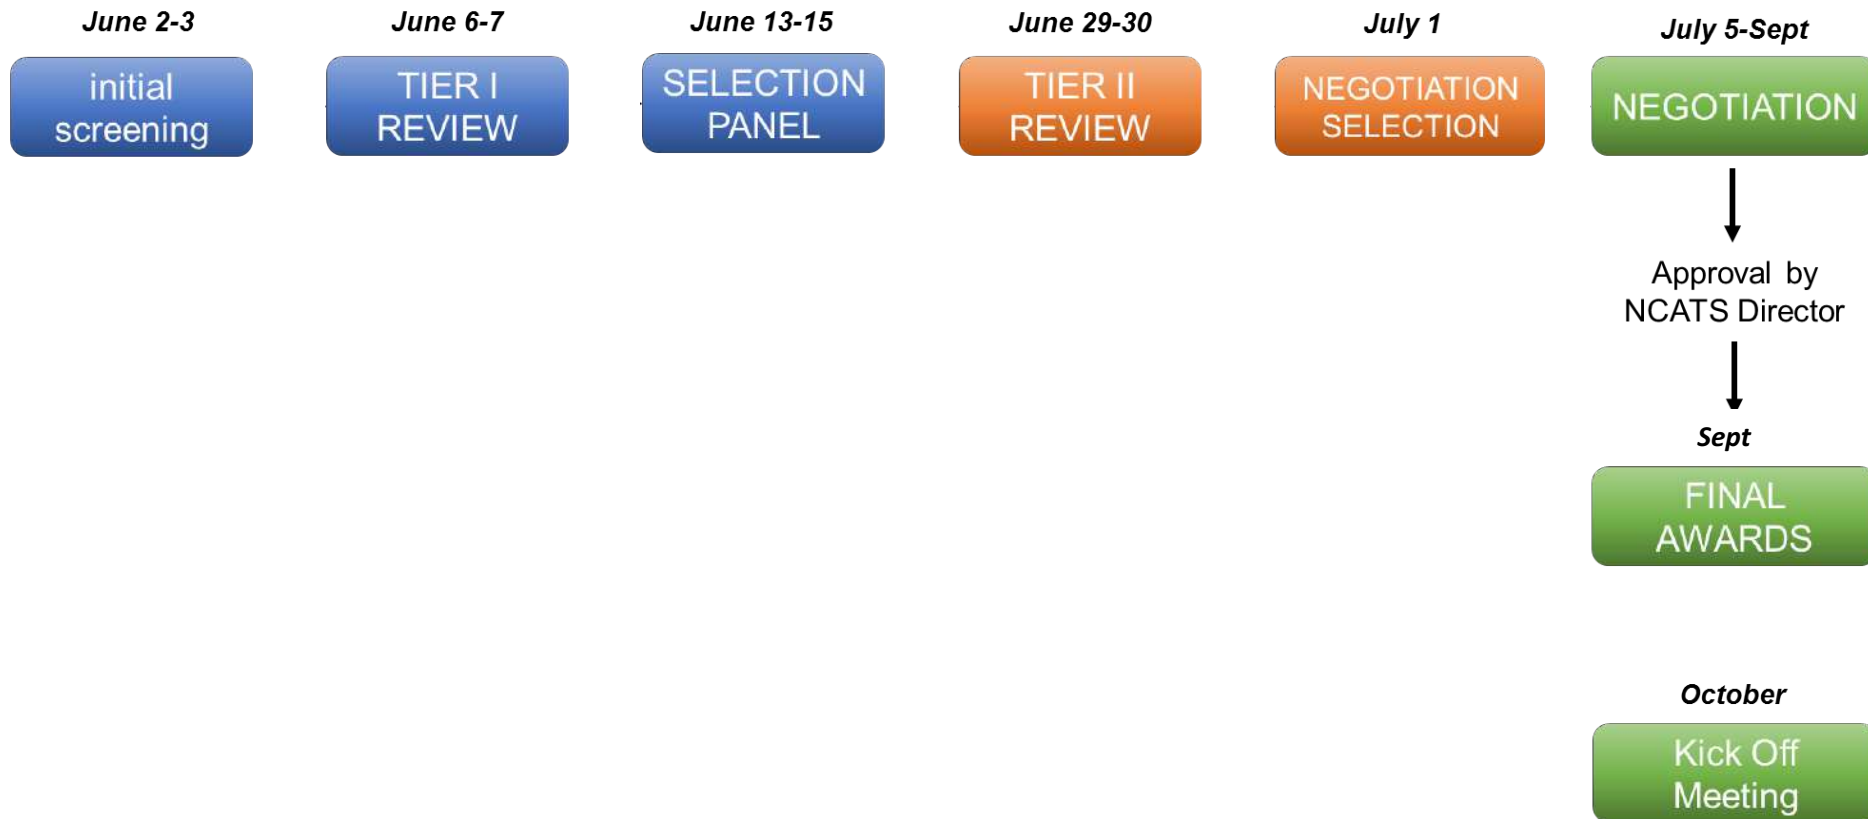 June 2-3
initial
screening
June 6-7
TIER I
REVIEW
June 13-15
SELECTION
PANEL
June 29-30
TIER II
REVIEW
July 1
NEGOTIATION
SELECTION
July 5-Sept
NEGOTIATION
Approval by
NCATS Director
Sept
FINAL
AWARDS
October
Kick Off
Meeting